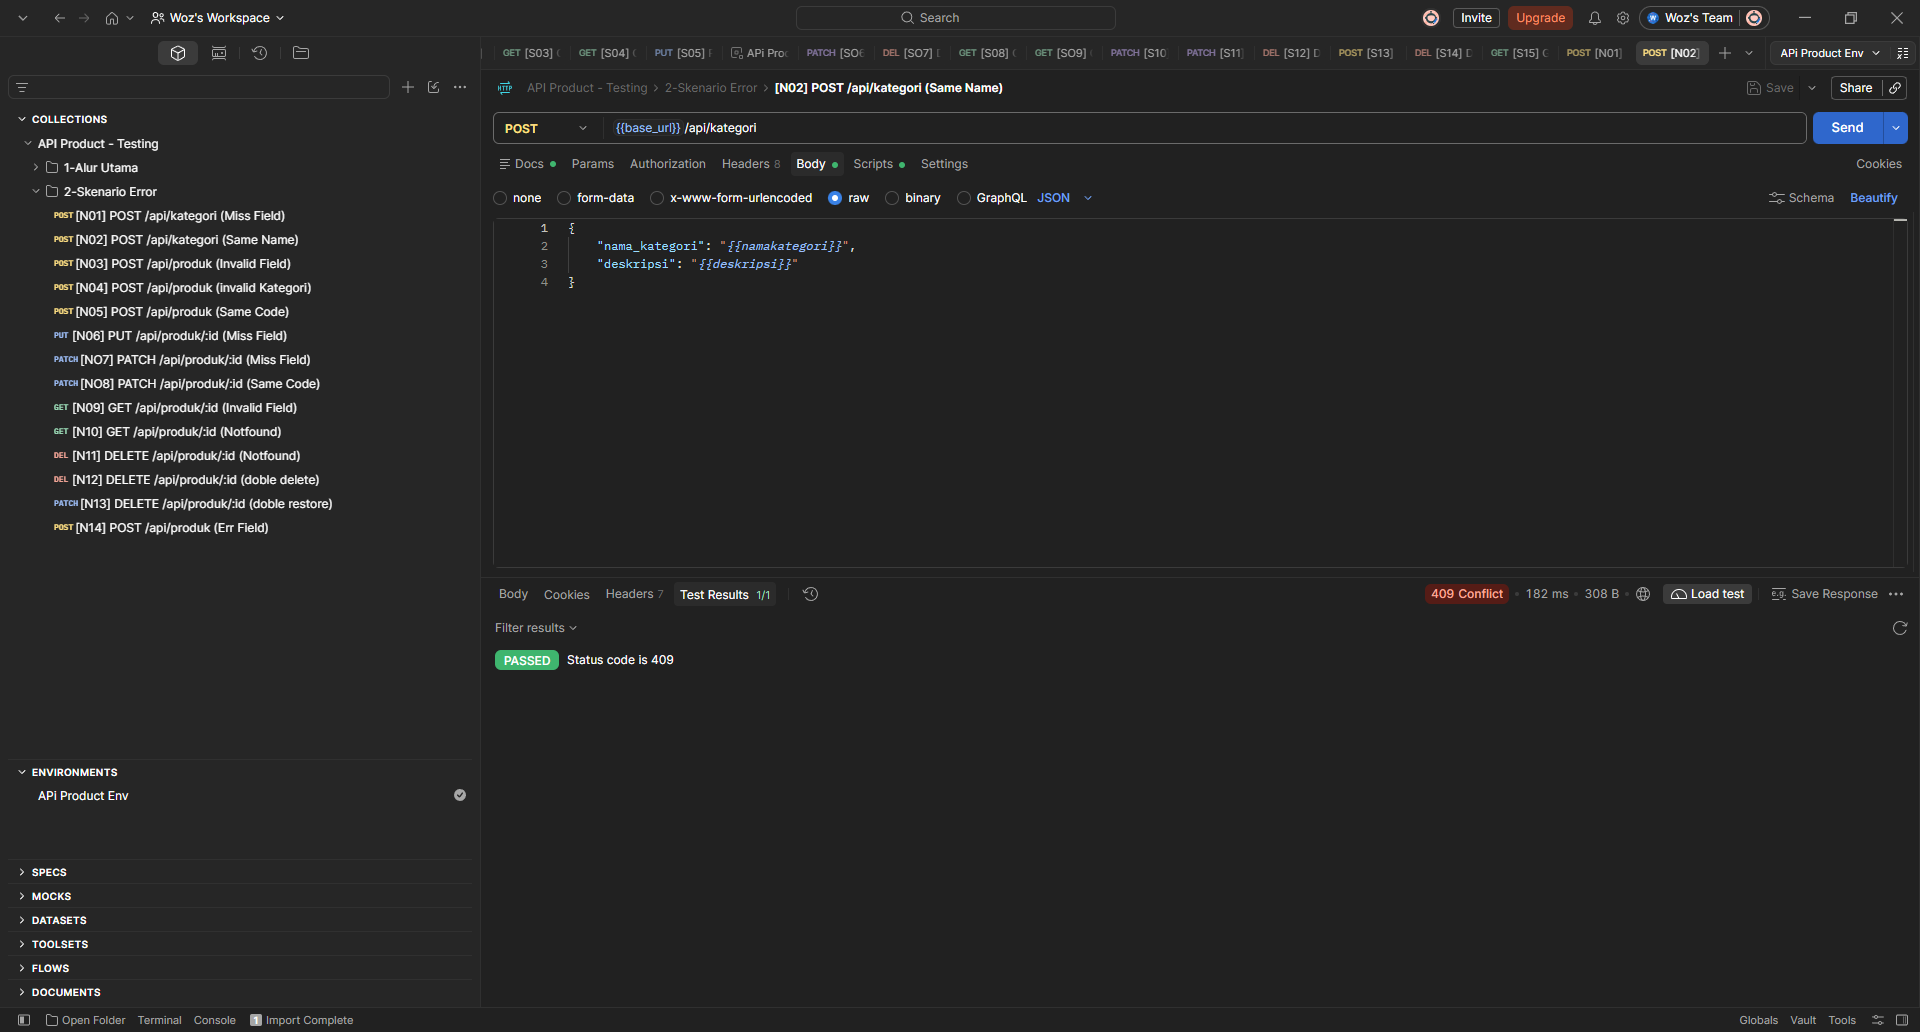 Woz's Workspace
Search
Invite
Upgrade
Woz's Team
GET [S03]
GET [S04]
PUT [S05]
APi Pro
PATCH [SO6
DEL [SO7]
GET [S08]
GET [SO9]
PATCH [S10
PATCH [S11]
DEL [S12] D
POST [S13]
DEL [S14] D
GET [S15]
POST [N01]
POST [N02]
APi Product Env
API Product - Testing > 2-Skenario Error > [N02] POST /api/kategori (Same Name)
Save
Share
COLLECTIONS
API Product - Testing
1-Alur Utama
2-Skenario Error
POST [N01] POST /api/kategori (Miss Field)
POST [N02] POST /api/kategori (Same Name)
POST [N03] POST /api/produk (Invalid Field)
POST [N04] POST /api/produk (invalid Kategori)
POST [N05] POST /api/produk (Same Code)
PUT [N06] PUT /api/produk/:id (Miss Field)
PATCH [NO7] PATCH /api/produk/:id (Miss Field)
PATCH [NO8] PATCH /api/produk/:id (Same Code)
GET [N09] GET /api/produk/:id (Invalid Field)
GET [N10] GET /api/produk/:id (Notfound)
DEL [N11] DELETE /api/produk/:id (Notfound)
DEL [N12] DELETE /api/produk/:id (doble delete)
PATCH [N13] DELETE /api/produk/:id (doble restore)
POST [N14] POST /api/produk (Err Field)
ENVIRONMENTS
APi Product Env
SPECS
MOCKS
DATASETS
TOOLSETS
FLOWS
DOCUMENTS
POST
{{base_url}} /api/kategori
Send
Docs
Params
Authorization
Headers 8
Body
Scripts
Settings
Cookies
none
form-data
x-www-form-urlencoded
raw
binary
GraphQL
JSON
Schema
Beautify
1 {
2 "nama_kategori": "{{namakategori}}",
3 "deskripsi": "{{deskripsi}}"
4 }
Body
Cookies
Headers 7
Test Results 1/1
409 Conflict
182 ms
308 B
Load test
e.g. Save Response
Filter results
PASSED Status code is 409
Open Folder
Terminal
Console
1 Import Complete
Globals
Vault
Tools